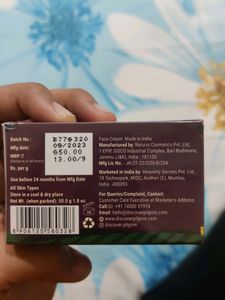 Batch No :
B776320
Mfg date
09/2023
MRP ₹
650.00
(Inclusive of all taxes)
13.00/g
Rs. per g
Use before 24 months from Mfg Date
All Skin Types
Store in a cool & dry place
Net Wt. (when packed): 50.0 g 1.8 oz.
8906120580328
Face Cream. Made in India
Manufactured by Naturis Cosmetics Pvt. Ltd.,
1-EPIP, SIDCO Industrial Complex, Bari Brahmana,
Jammu (J&K), India - 181133
Mfg Lic No.: JK/21-22/COS-B/334
Marketed in India by Heavenly Secrets Pvt. Ltd.,
74 Technopark, MIDC, Andheri (E), Mumbai,
India - 400093
For Queries/Complaint, Contact
Customer Care Executive at Marketer's Address.
Call @: +91 74000 97974
Email @hello@discoverpilgrim.com
www.discoverpilgrim.com
discover.pilgrim